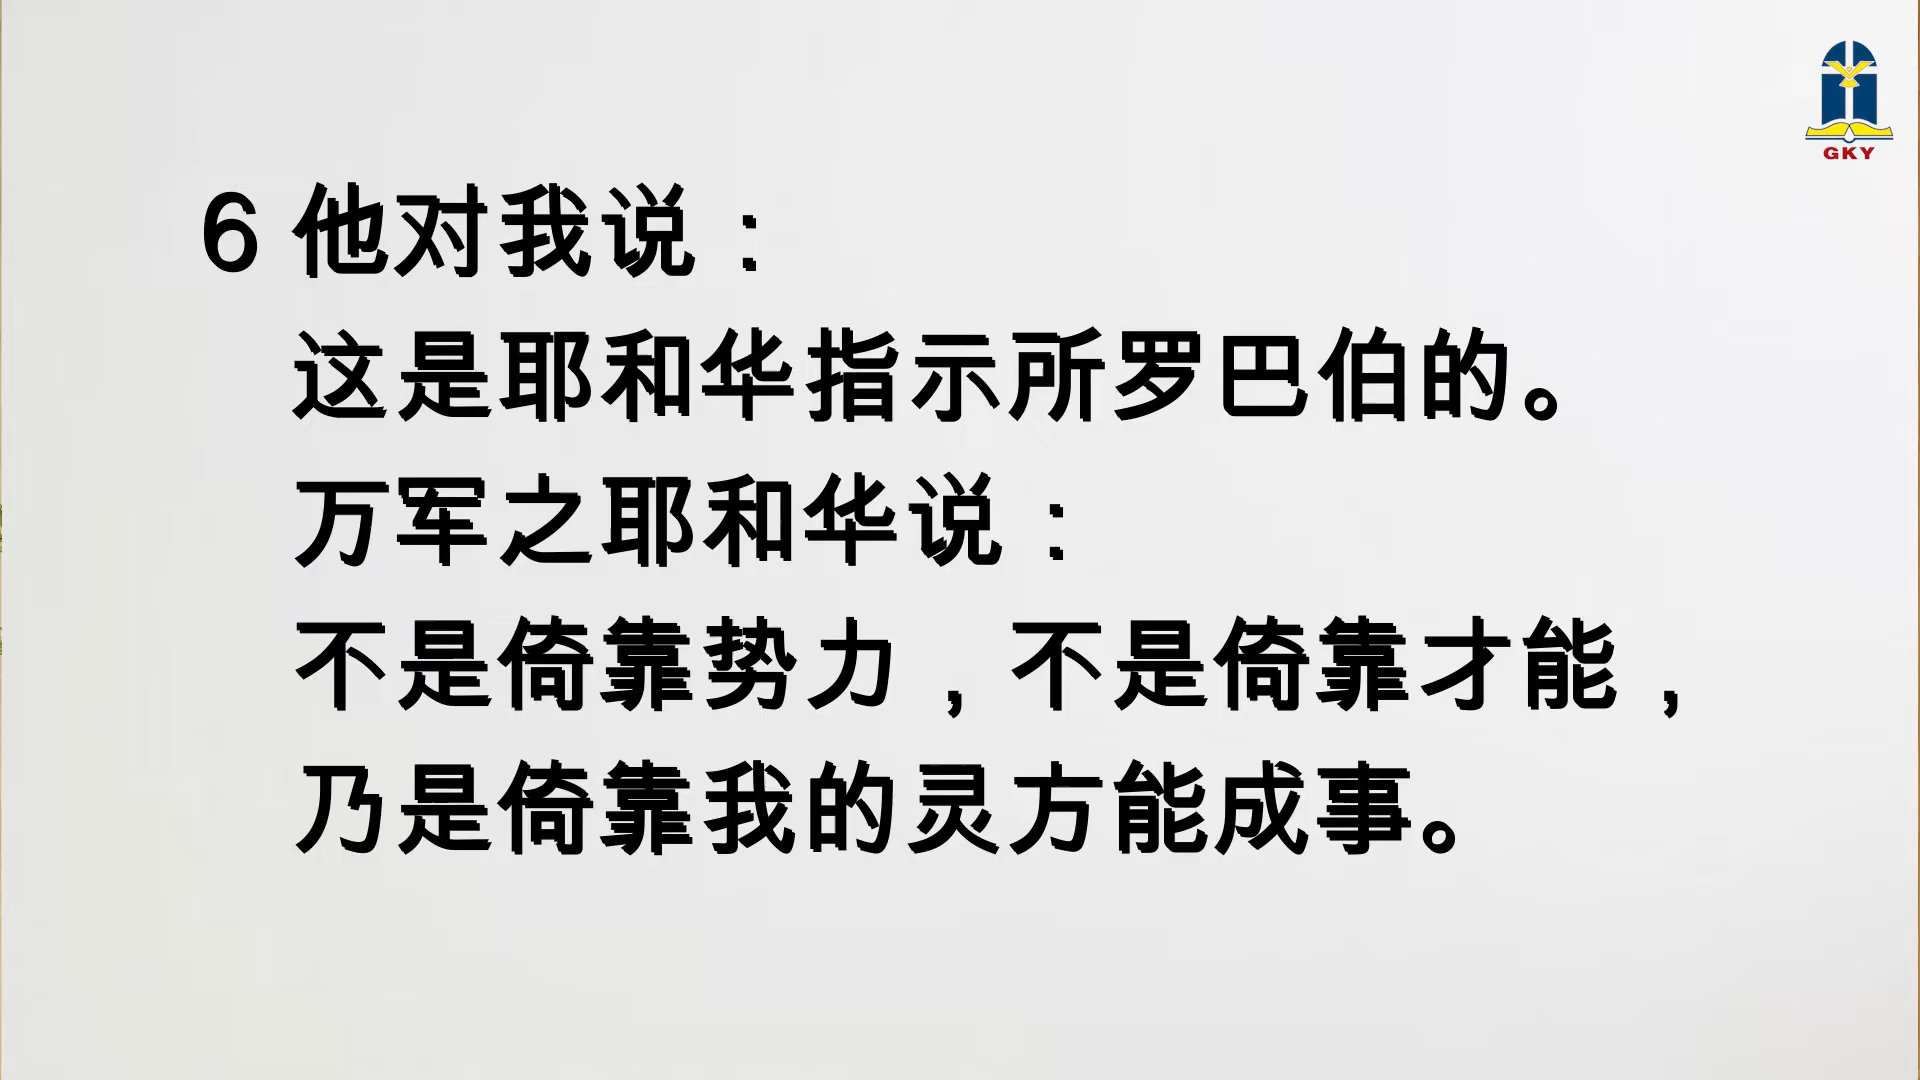 GKY
6 他对我说：
这是耶和华指示所罗巴伯的。
万军之耶和华说：
不是倚靠势力，不是倚靠才能，
乃是倚靠我的灵方能成事。